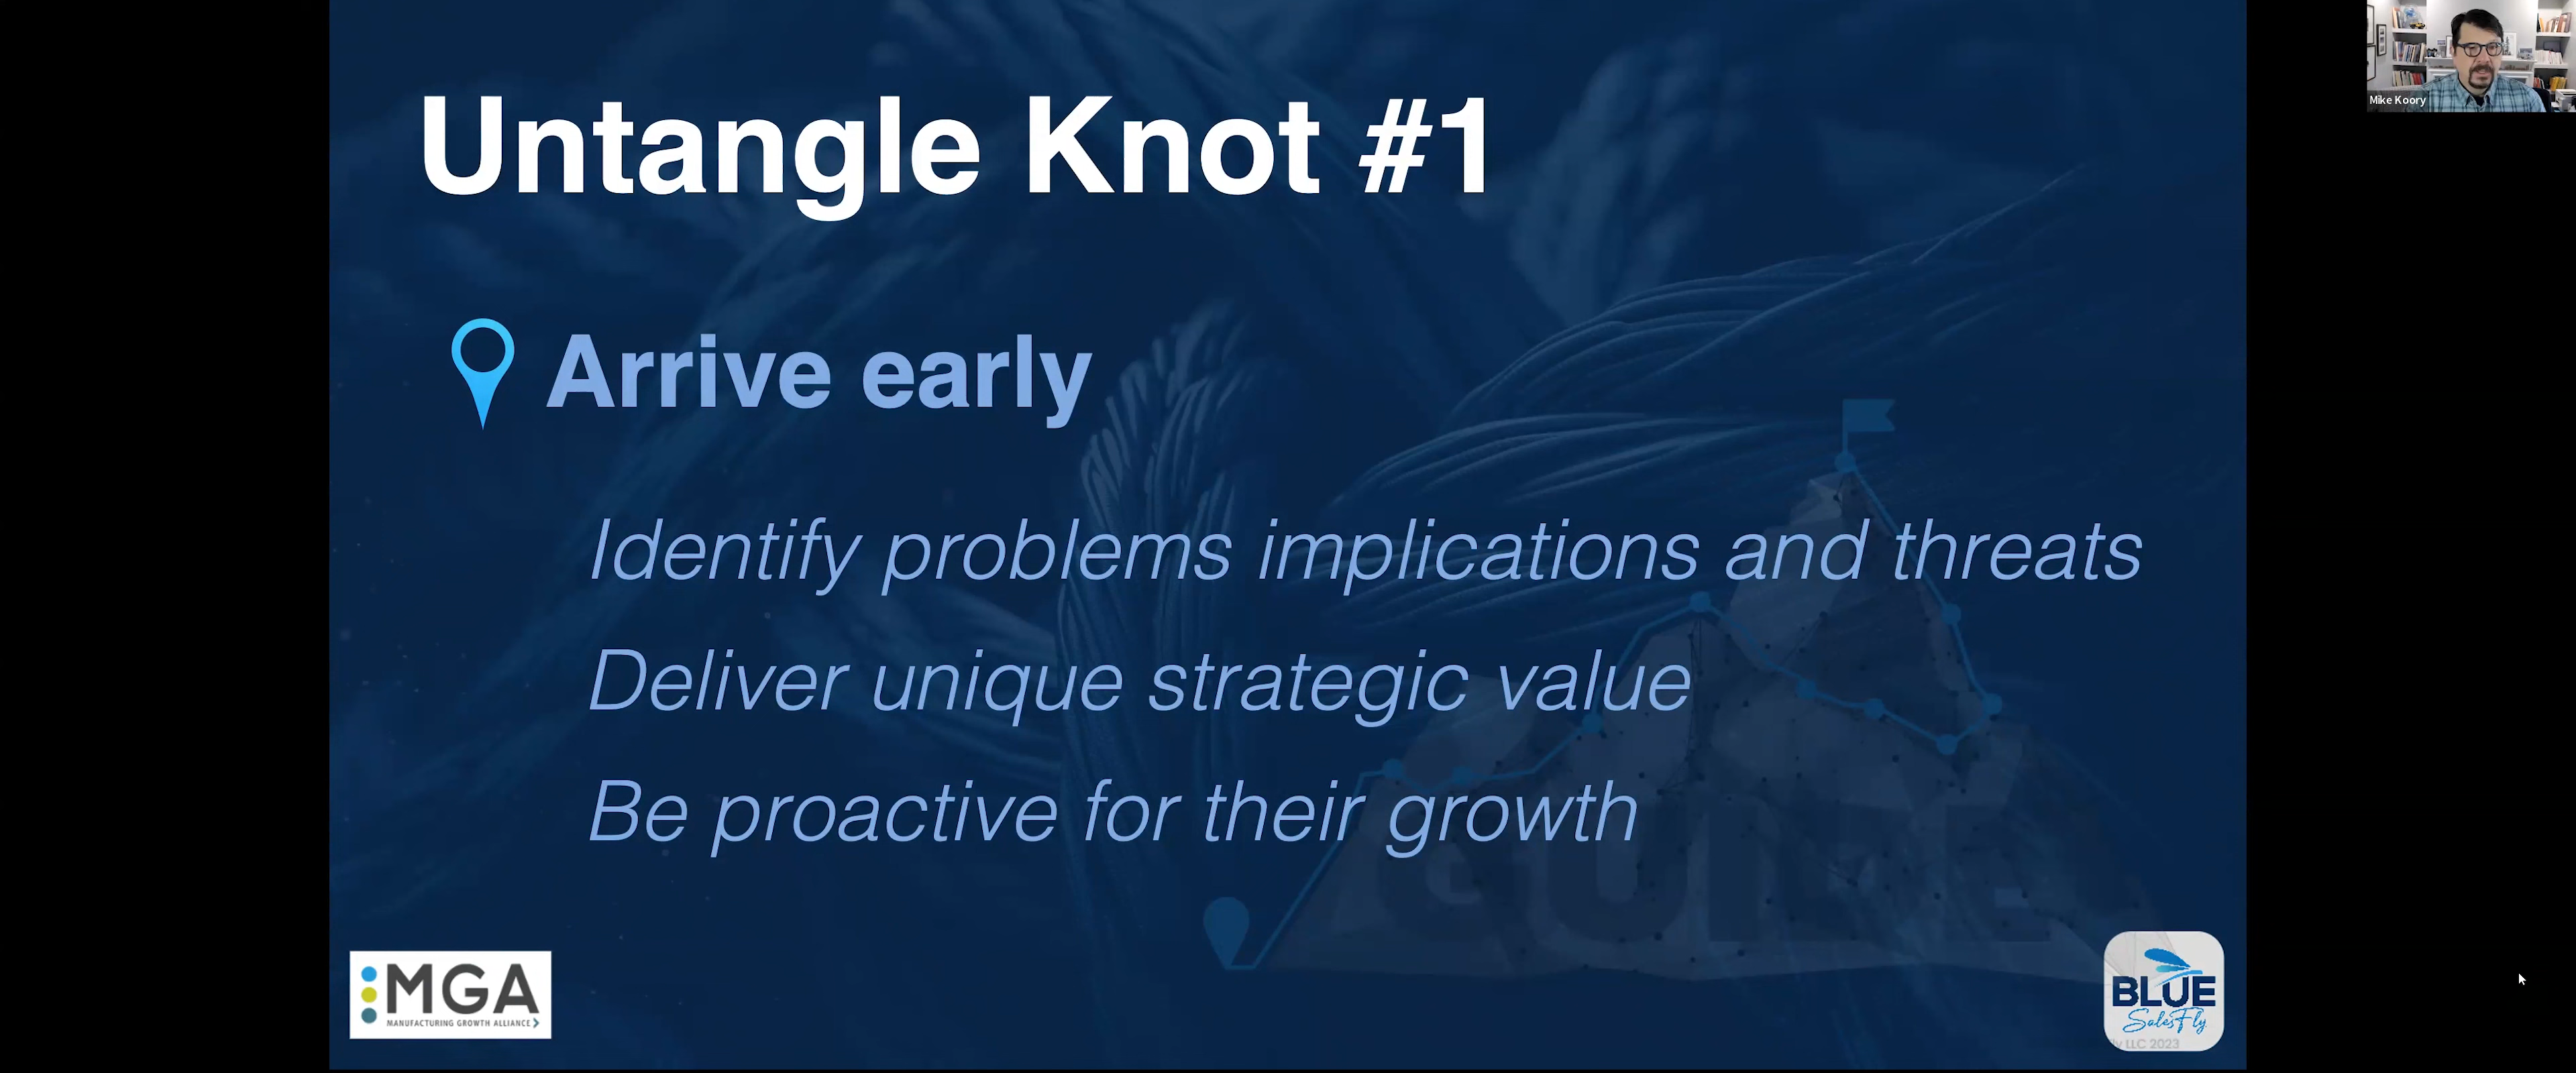 Untangle Knot #1
Mike Koory
Arrive early
Identify problems implications and threats
Deliver unique strategic value
Be proactive for their growth
GUIDE
MGA
MANUFACTURING GROWTH ALLIANCE
BLUE
SalesFly
LLC 2023